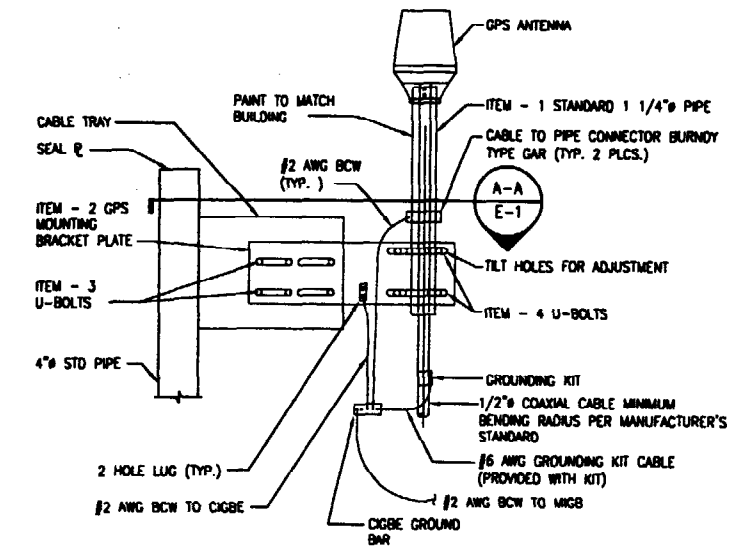 GPS ANTENNA
PAINT TO MATCH
BUILDING
ITEM - 1 STANDARD 1 1/4"ø PIPE
CABLE TRAY
CABLE TO PIPE CONNECTOR BURNDY
TYPE GAR (TYP. 2 PLCS.)
SEAL ℄
#2 AWG BCW
(TYP. )
A-A
E-1
ITEM - 2 GPS
MOUNTING
BRACKET PLATE
TILT HOLES FOR ADJUSTMENT
ITEM - 3
U-BOLTS
ITEM - 4 U-BOLTS
4"ø STD PIPE
GROUNDING KIT
1/2"ø COAXIAL CABLE MINIMUM
BENDING RADIUS PER MANUFACTURER'S
STANDARD
2 HOLE LUG (TYP.)
#6 AWG GROUNDING KIT CABLE
(PROVIDED WITH KIT)
#2 AWG BCW TO CIGBE
#2 AWG BCW TO MIGB
CIGBE GROUND
BAR